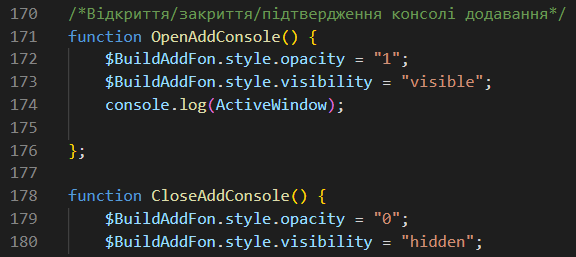 170 /*Відкриття/закриття/підтвердження консолі додавання*/
171 function OpenAddConsole() {
172 $BuildAddFon.style.opacity = "1";
173 $BuildAddFon.style.visibility = "visible";
174 console.log(ActiveWindow);
175
176 };
177
178 function CloseAddConsole() {
179 $BuildAddFon.style.opacity = "0";
180 $BuildAddFon.style.visibility = "hidden";